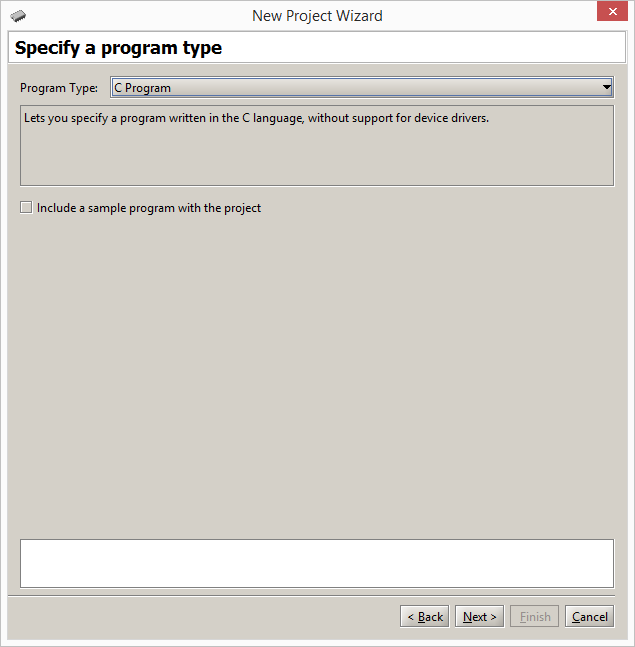 New Project Wizard
Specify a program type
Program Type: C Program
Lets you specify a program written in the C language, without support for device drivers.
Include a sample program with the project
< Back Next > Finish Cancel